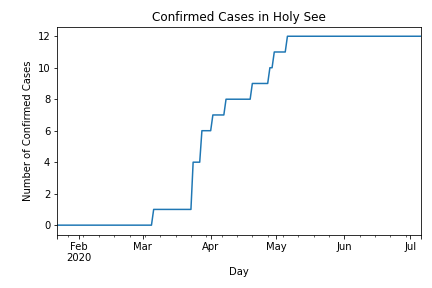 Confirmed Cases in Holy See
12
10
8
6
4
2
0
Number of Confirmed Cases
Feb Mar Apr May Jun Jul
2020
Day